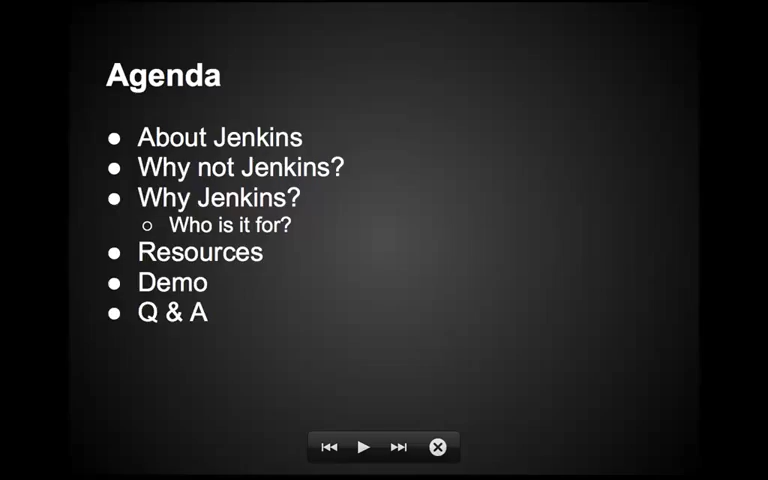 Agenda
● About Jenkins
● Why not Jenkins?
● Why Jenkins?
○ Who is it for?
● Resources
● Demo
● Q & A